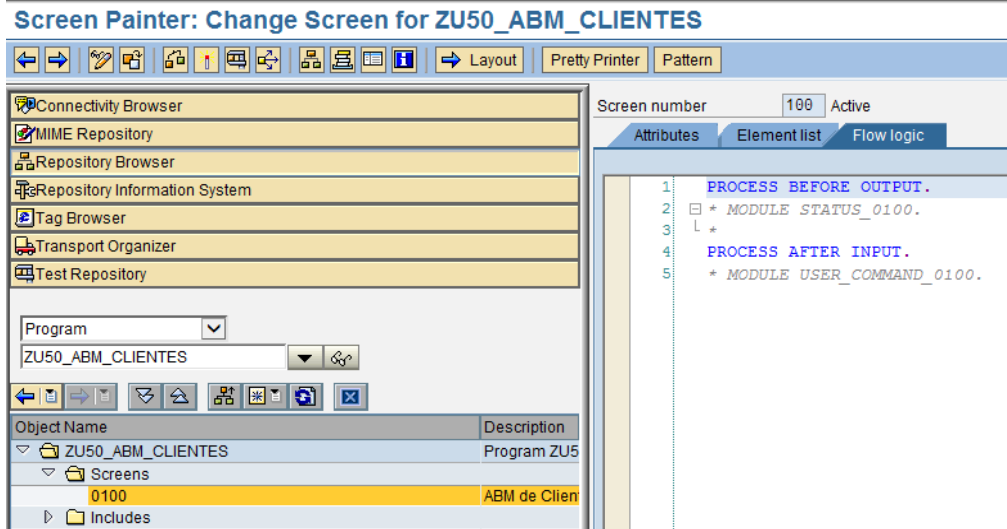 Screen Painter: Change Screen for ZU50_ABM_CLIENTES
Layout Pretty Printer Pattern
Connectivity Browser
MIME Repository
Repository Browser
Repository Information System
Tag Browser
Transport Organizer
Test Repository
Program
ZU50_ABM_CLIENTES
Object Name Description
ZU50_ABM_CLIENTES Program ZU5
Screens
0100 ABM de Clien
Includes
Screen number 100 Active
Attributes Element list Flow logic
1 PROCESS BEFORE OUTPUT.
2 * MODULE STATUS_0100.
3 *
4 PROCESS AFTER INPUT.
5 * MODULE USER_COMMAND_0100.